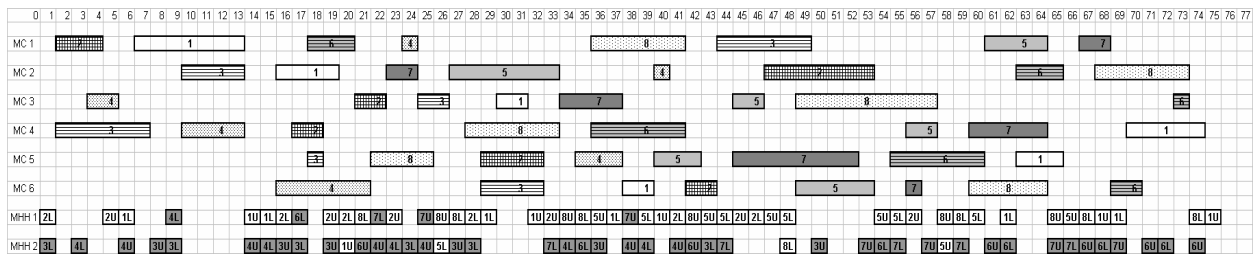 0 1 2 3 4 5 6 7 8 9 10 11 12 13 14 15 16 17 18 19 20 21 22 23 24 25 26 27 28 29 30 31 32 33 34 35 36 37 38 39 40 41 42 43 44 45 46 47 48 49 50 51 52 53 54 55 56 57 58 59 60 61 62 63 64 65 66 67 68 69 70 71 72 73 74 75 76 77
MC 1 2 1 6 4 8 3 5 7
MC 2 3 1 7 5 4 2 6 8
MC 3 4 2 3 1 7 5 8 6
MC 4 3 4 2 8 6 5 7 1
MC 5 3 8 2 4 5 7 6 1
MC 6 4 3 1 2 5 7 8 6
MHH 1 2L 2U 1L 4L 1U 1L 2L 6L 2U 2L 8L 7L 2U 7U 8U 8L 2L 1L 1U 2U 8U 8L 5U 1L 7U 5L 1U 2L 8U 5U 5L 2U 2L 5U 5L 5U 5L 2U 8U 8L 5L 1L 8U 5U 8L 1U 1L 8L 1U
MHH 2 3L 4L 4U 3U 3L 4U 4L 3U 3L 3U 1U 6U 4U 4L 3L 4U 5L 3U 3L 7L 4L 6L 3U 4U 4L 4U 6U 3L 7L 8L 3U 7U 6L 7L 7U 5U 7L 6U 6L 7U 7L 6U 6L 7U 6U 6L 6U